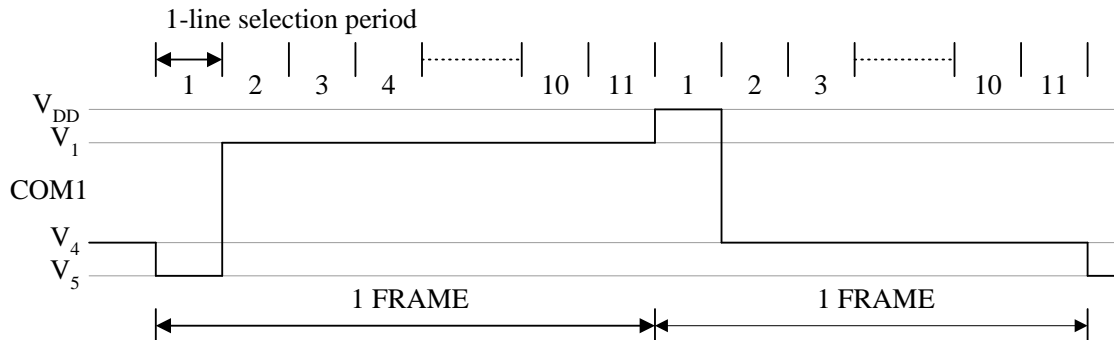 1-line selection period
1 2 3 4 10 11 1 2 3 10 11
V_DD
V_1
COM1
V_4
V_5
1 FRAME 1 FRAME